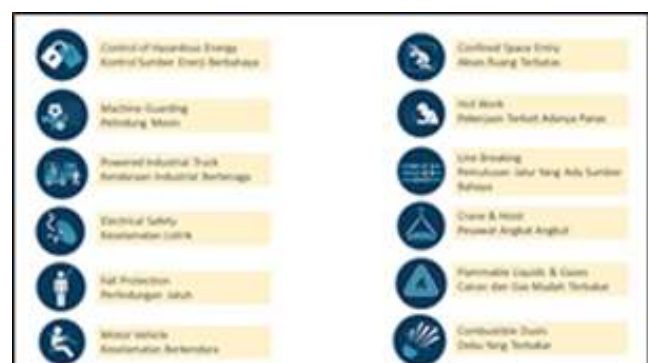 Control of Hazardous Energy
Kontrol Sumber Energi Berbahaya
Machine Guarding
Pelindung Mesin
Powered Industrial Truck
Kendaraan Industrial Bertenaga
Electrical Safety
Keselamatan Listrik
Fall Protection
Perlindungan Jatuh
Motor Vehicle
Keselamatan Berkendara
Confined Space Entry
Akses Ruang Terbatas
Hot Work
Pekerjaan Terkait Adanya Panas
Line Breaking
Pemutusan Jalur Yang Ada Sumber
Bahaya
Crane & Hoist
Pesawat Angkat Angkut
Flammable Liquids & Gases
Cairan dan Gas Mudah Terbakar
Combustible Dusts
Debu Yang Terbakar